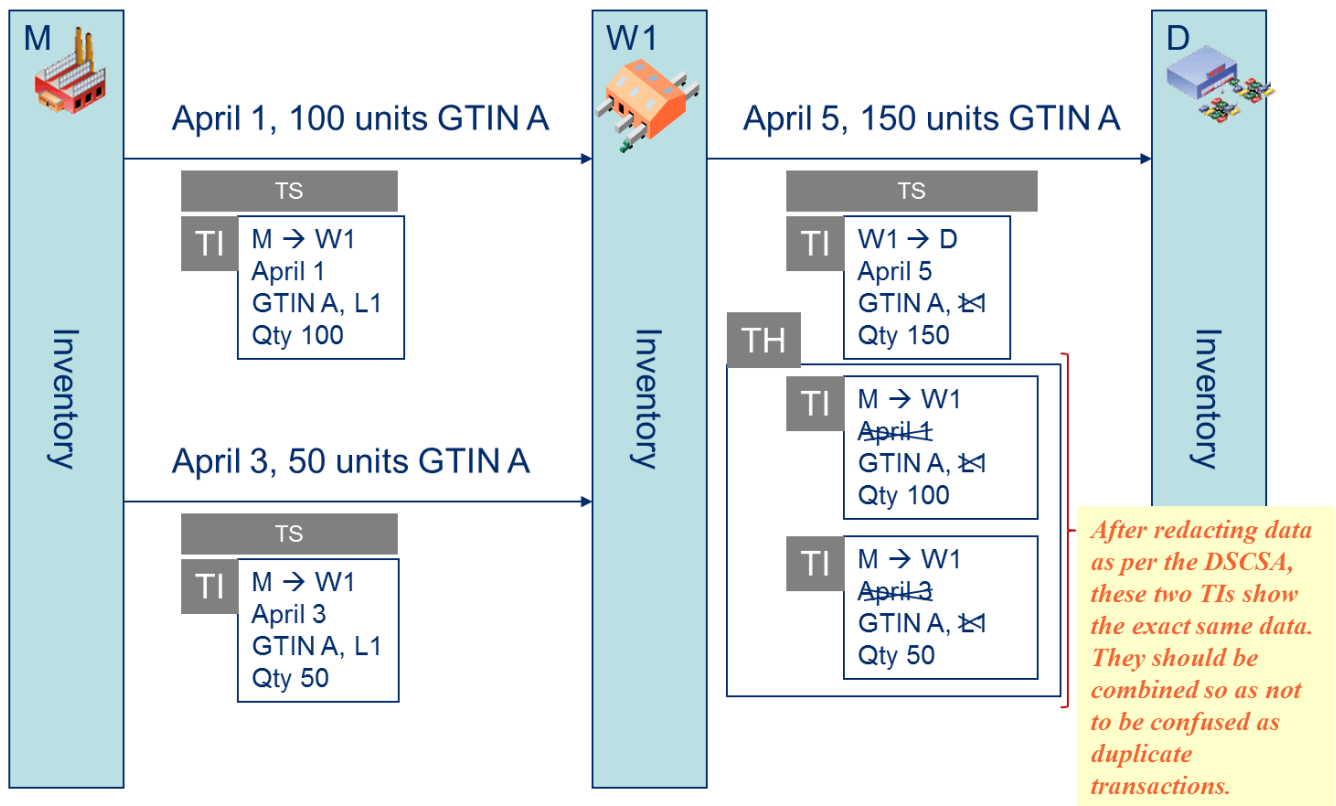 M
W1
D
April 1, 100 units GTIN A
TS
TI
M → W1
April 1
GTIN A, L1
Qty 100
April 3, 50 units GTIN A
TS
TI
M → W1
April 3
GTIN A, L1
Qty 50
April 5, 150 units GTIN A
TS
TI
W1 → D
April 5
GTIN A, L1
Qty 150
TH
TI
M → W1
April 1
GTIN A, L1
Qty 100
TI
M → W1
April 3
GTIN A, L1
Qty 50
Inventory
Inventory
Inventory
After redacting data
as per the DSCSA,
these two TIs show
the exact same data.
They should be
combined so as not
to be confused as
duplicate
transactions.